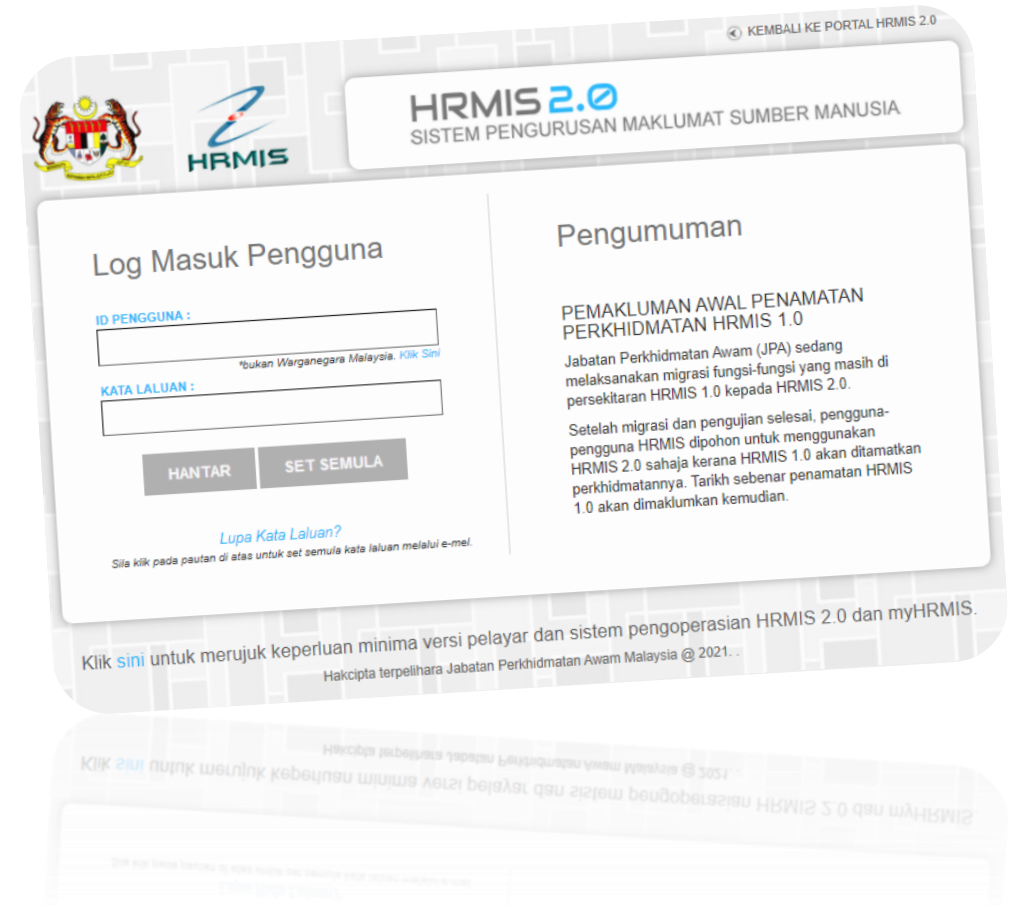 KEMBALI KE PORTAL HRMIS 2.0
HRMIS
HRMIS 2.0
SISTEM PENGURUSAN MAKLUMAT SUMBER MANUSIA
Log Masuk Pengguna
ID PENGGUNA :
*bukan Warganegara Malaysia. Klik Sini
KATA LALUAN :
HANTAR
SET SEMULA
Lupa Kata Laluan?
Sila klik pada pautan di atas untuk set semula kata laluan melalui e-mel.
Pengumuman
PEMAKLUMAN AWAL PENAMATAN
PERKHIDMATAN HRMIS 1.0
Jabatan Perkhidmatan Awam (JPA) sedang
melaksanakan migrasi fungsi-fungsi yang masih di
persekitaran HRMIS 1.0 kepada HRMIS 2.0.
Setelah migrasi dan pengujian selesai, pengguna-
pengguna HRMIS dipohon untuk menggunakan
HRMIS 2.0 sahaja kerana HRMIS 1.0 akan ditamatkan
perkhidmatannya. Tarikh sebenar penamatan HRMIS
1.0 akan dimaklumkan kemudian.
Klik sini untuk merujuk keperluan minima versi pelayar dan sistem pengoperasian HRMIS 2.0 dan myHRMIS.
Hakcipta terpelihara Jabatan Perkhidmatan Awam Malaysia @ 2021. .